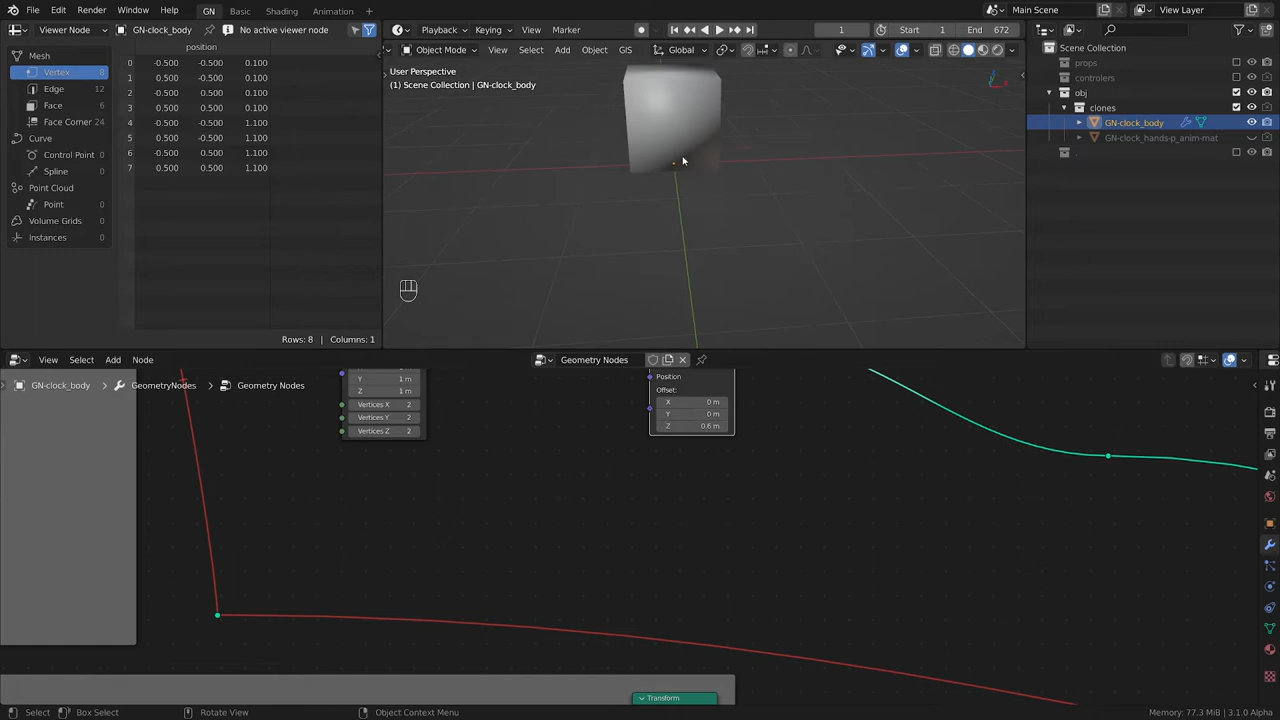 File Edit Render Window Help GN Basic Shading Animation Main Scene View Layer
Viewer Node GN-clock_body No active viewer node
Playback Keying View Marker 1 Start 1 End 672
position
Mesh
Vertex 8
Edge 12
Face 6
Face Corner 24
Curve
Control Point 0
Spline 0
Point Cloud
Point 0
Volume Grids 0
Instances 0
0 -0.500 -0.500 0.100
1 0.500 -0.500 0.100
2 -0.500 0.500 0.100
3 0.500 0.500 0.100
4 -0.500 -0.500 1.100
5 0.500 -0.500 1.100
6 -0.500 0.500 1.100
7 0.500 0.500 1.100
Rows: 8 | Columns: 1
Object Mode View Select Add Object GIS Global
User Perspective
(1) Scene Collection | GN-clock_body
Scene Collection
props
controlers
obj
clones
GN-clock_body
GN-clock_hands-p_anim-mat
View Select Add Node Geometry Nodes
GN-clock_body GeometryNodes Geometry Nodes
Y 1 m
Z 1 m
Vertices X 2
Vertices Y 2
Vertices Z 2
Position
Offset:
X 0 m
Y 0 m
Z 0.6 m
Transform
Select Box Select Rotate View Object Context Menu Memory: 77.3 MiB | 3.1.0 Alpha